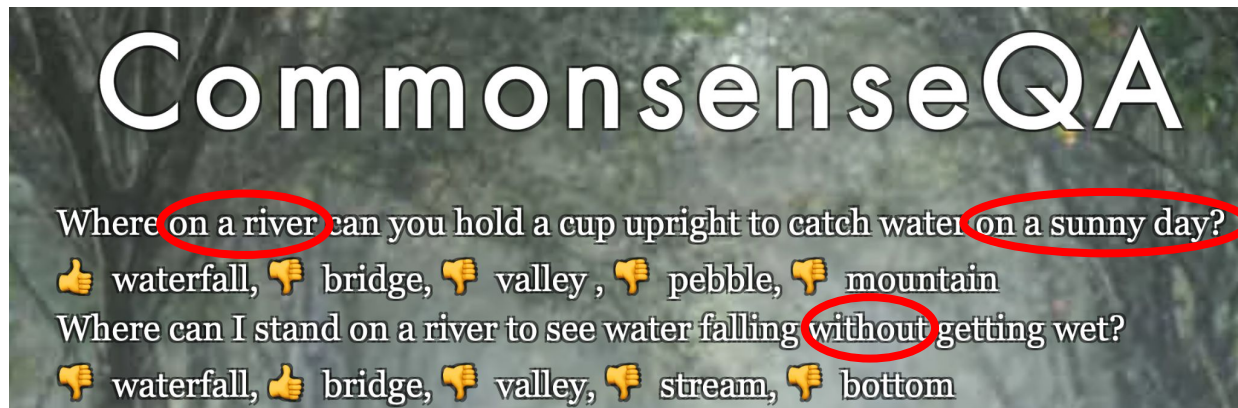 CommonsenseQA
Where on a river can you hold a cup upright to catch water on a sunny day?
👍 waterfall, 👎 bridge, 👎 valley , 👎 pebble, 👎 mountain
Where can I stand on a river to see water falling without getting wet?
👎 waterfall, 👍 bridge, 👎 valley, 👎 stream, 👎 bottom